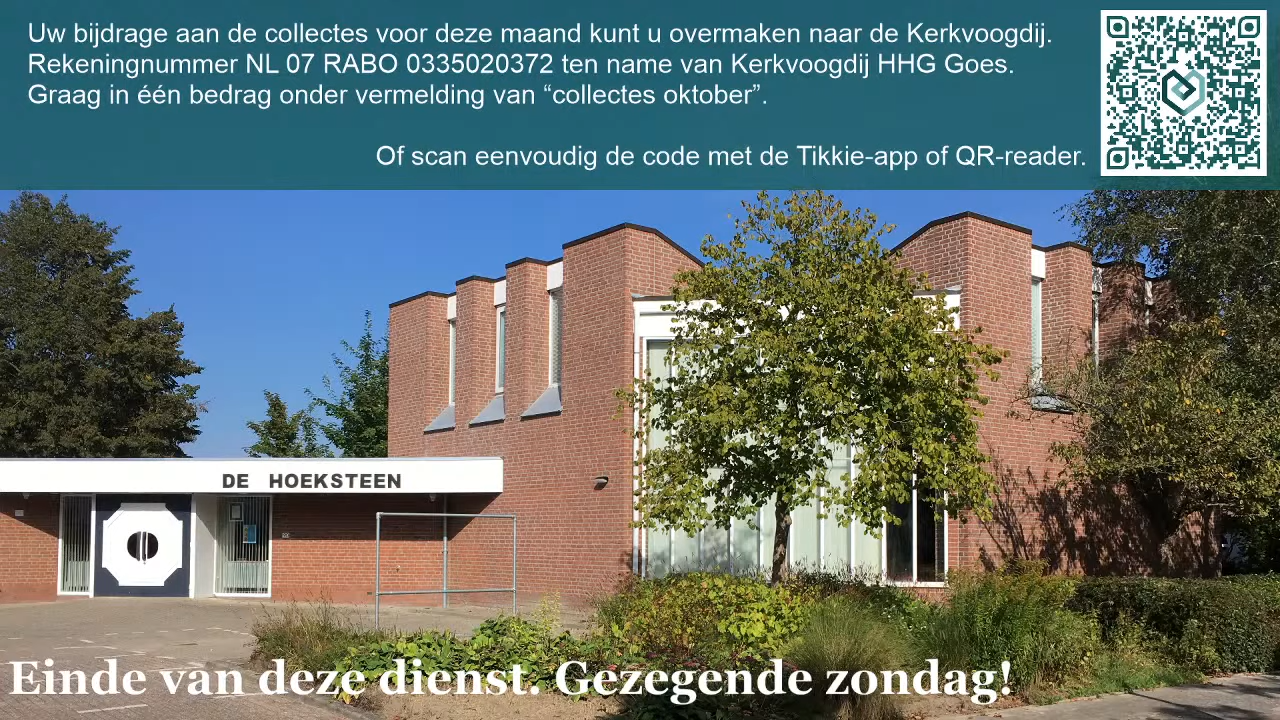 Uw bijdrage aan de collectes voor deze maand kunt u overmaken naar de Kerkvoogdij.
Rekeningnummer NL 07 RABO 0335020372 ten name van Kerkvoogdij HHG Goes.
Graag in één bedrag onder vermelding van “collectes oktober”.
Of scan eenvoudig de code met de Tikkie-app of QR-reader.
DE HOEKSTEEN
Einde van deze dienst. Gezegende zondag!